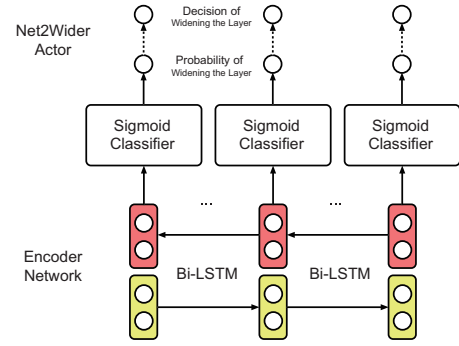 Net2Wider
Actor
Decision of
Widening the Layer
Probability of
Widening the Layer
Sigmoid
Classifier
Sigmoid
Classifier
Sigmoid
Classifier
...
...
Encoder
Network
Bi-LSTM
Bi-LSTM